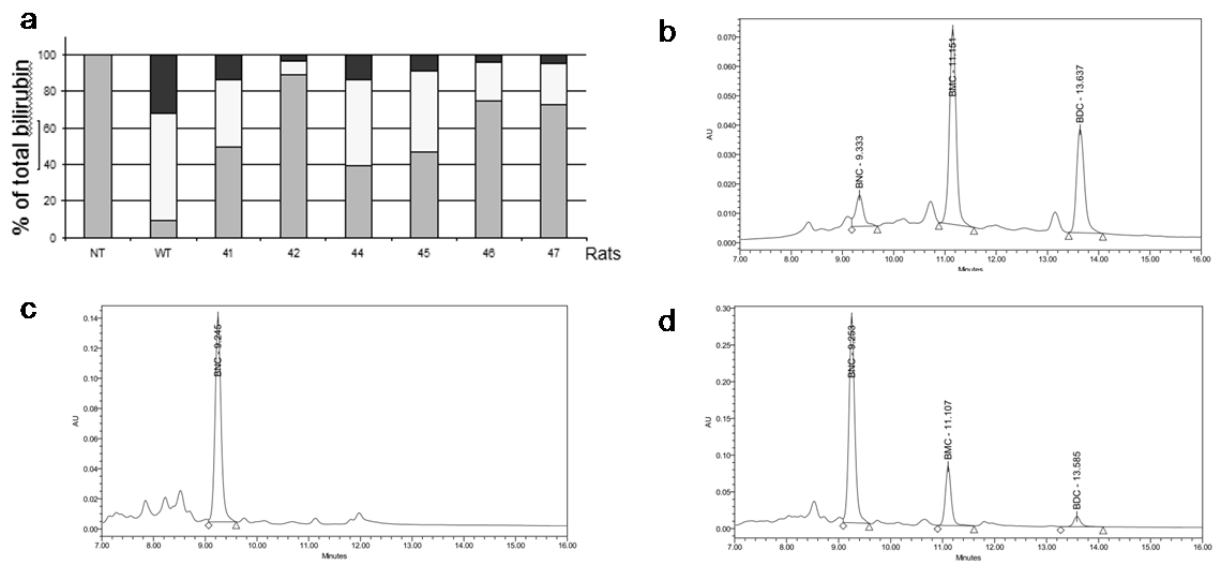 a
% of total bilirubin
100
80
60
40
20
0
NT WT 41 42 44 45 46 47 Rats
b
AU
0.070
0.060
0.050
0.040
0.030
0.020
0.010
0.000
BNC - 9.333
BMC - 11.151
BDC - 13.637
7.00 8.00 9.00 10.00 11.00 12.00 13.00 14.00 15.00 16.00
Minutes
c
AU
0.14
0.12
0.10
0.08
0.06
0.04
0.02
0.00
BNC - 9.245
7.00 8.00 9.00 10.00 11.00 12.00 13.00 14.00 15.00 16.00
Minutes
d
AU
0.30
0.25
0.20
0.15
0.10
0.05
0.00
BNC - 9.253
BMC - 11.107
BDC - 13.585
7.00 8.00 9.00 10.00 11.00 12.00 13.00 14.00 15.00 16.00
Minutes